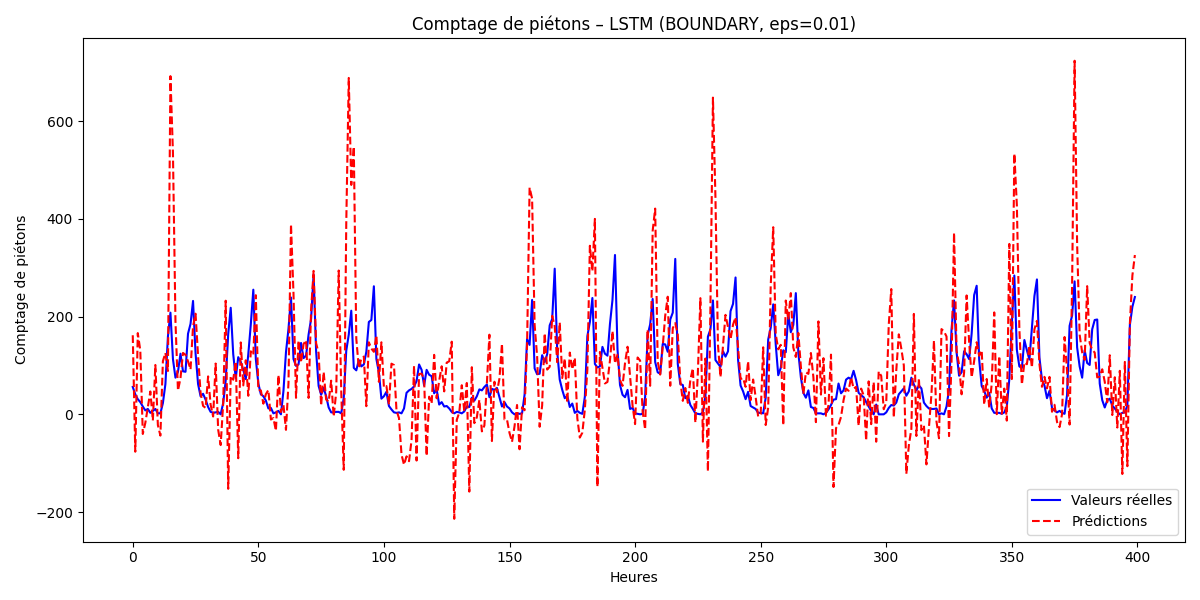 Comptage de piétons – LSTM (BOUNDARY, eps=0.01)
Comptage de piétons
600
400
200
0
−200
Valeurs réelles
Prédictions
0 50 100 150 200 250 300 350 400
Heures